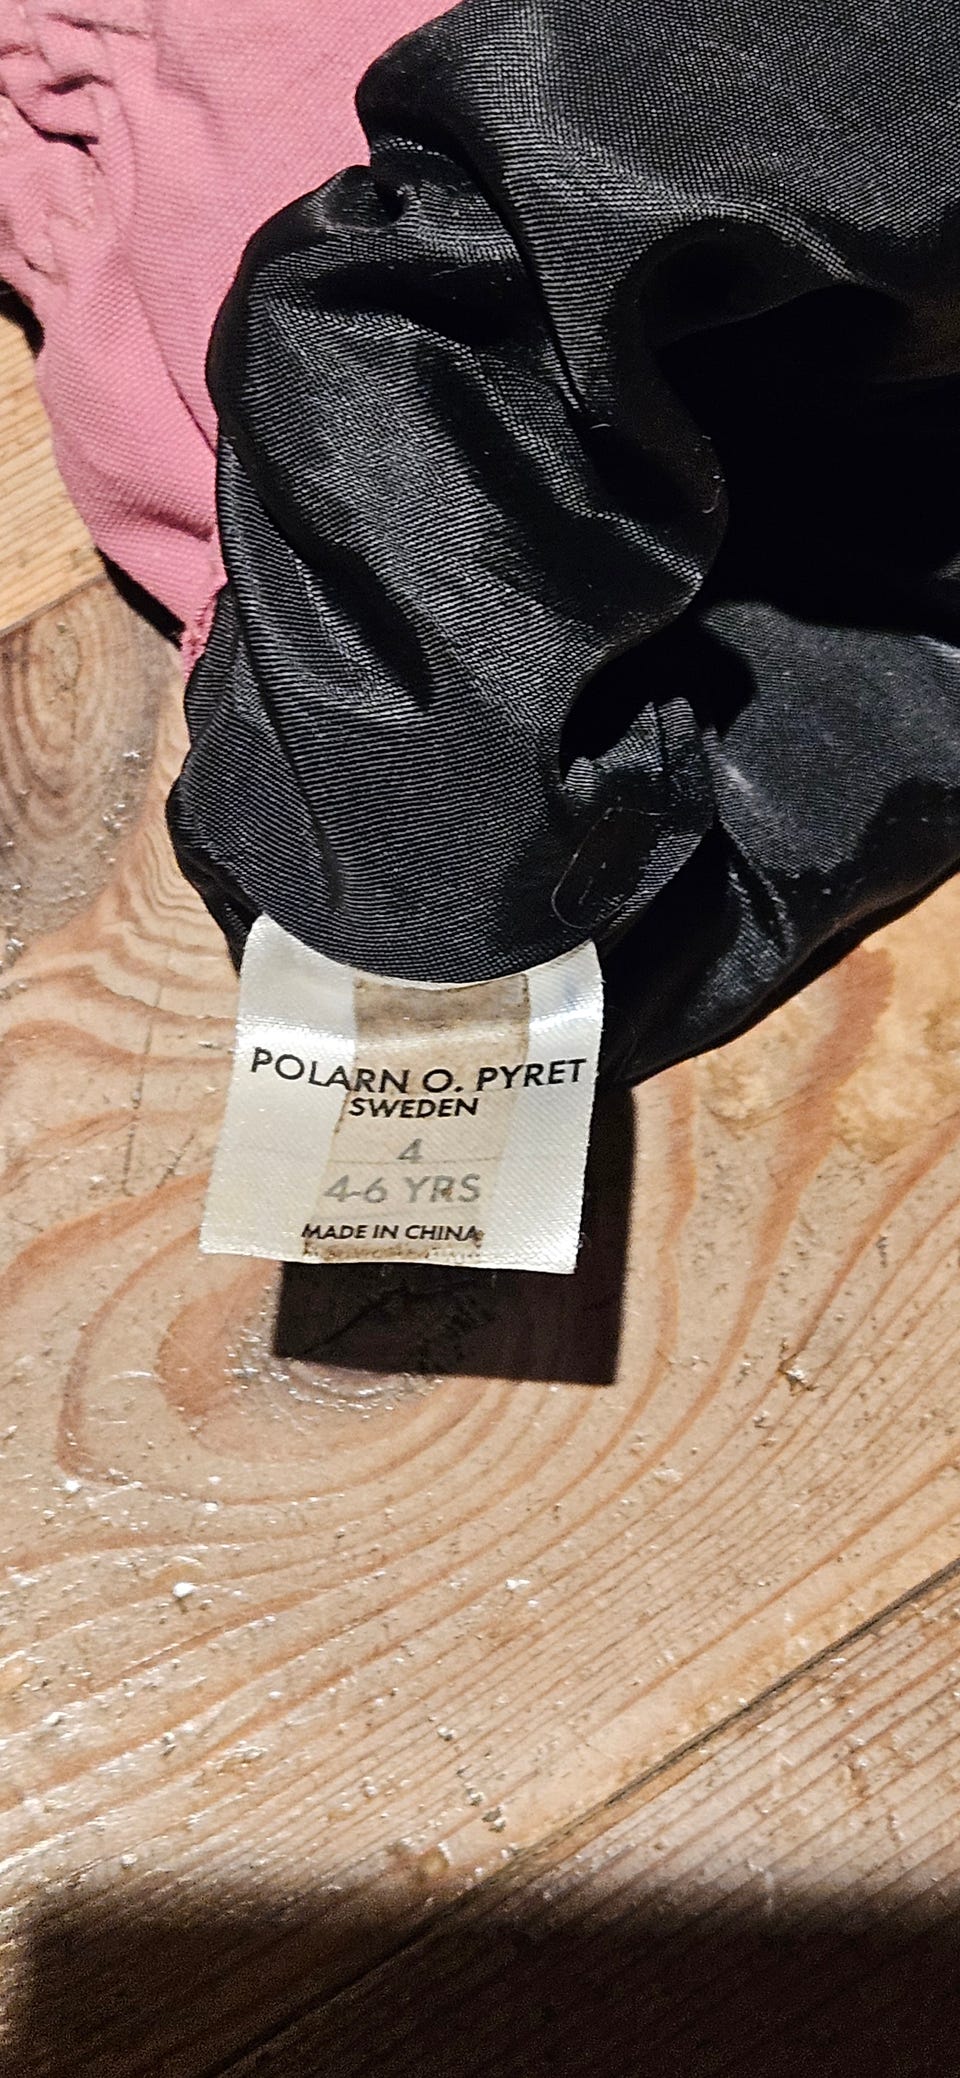 POLARN O. PYRET
SWEDEN
4
4-6 YRS
MADE IN CHINA